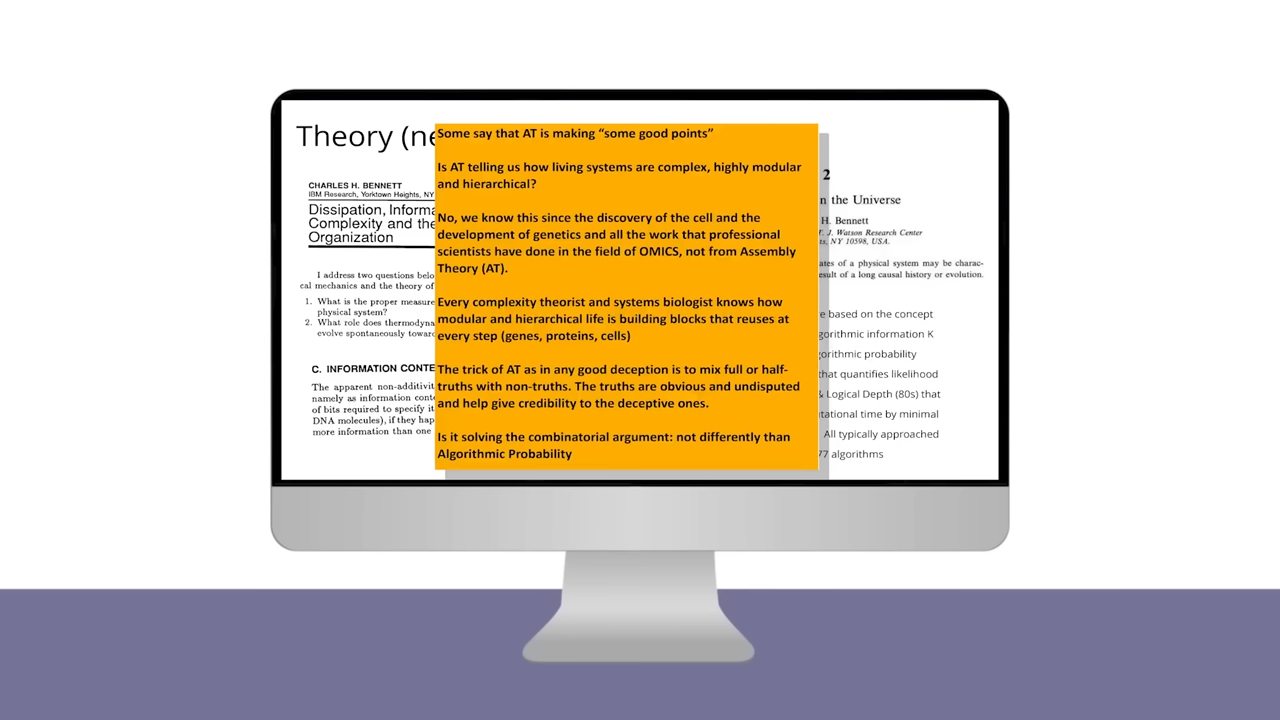 Theory (ne
CHARLES H. BENNETT
IBM Research, Yorktown Heights, NY
Dissipation, Informa
Complexity and the
Organization
I address two questions belo
cal mechanics and the theory of
1. What is the proper measure
physical system?
2. What role does thermodyna
evolve spontaneously towar
C. INFORMATION CONTE
The apparent non-additivit
namely as information conte
of bits required to specify it
DNA molecules), if they hap
more information than one
Some say that AT is making “some good points”
Is AT telling us how living systems are complex, highly modular
and hierarchical?
No, we know this since the discovery of the cell and the
development of genetics and all the work that professional
scientists have done in the field of OMICS, not from Assembly
Theory (AT).
Every complexity theorist and systems biologist knows how
modular and hierarchical life is building blocks that reuses at
every step (genes, proteins, cells)
The trick of AT as in any good deception is to mix full or half-
truths with non-truths. The truths are obvious and undisputed
and help give credibility to the deceptive ones.
Is it solving the combinatorial argument: not differently than
Algorithmic Probability
2
n the Universe
H. Bennett
. J. Watson Research Center
ts, NY 10598, USA.
ates of a physical system may be charac-
esult of a long causal history or evolution.
e based on the concept
gorithmic information K
gorithmic probability
that quantifies likelihood
& Logical Depth (80s) that
tational time by minimal
All typically approached
77 algorithms